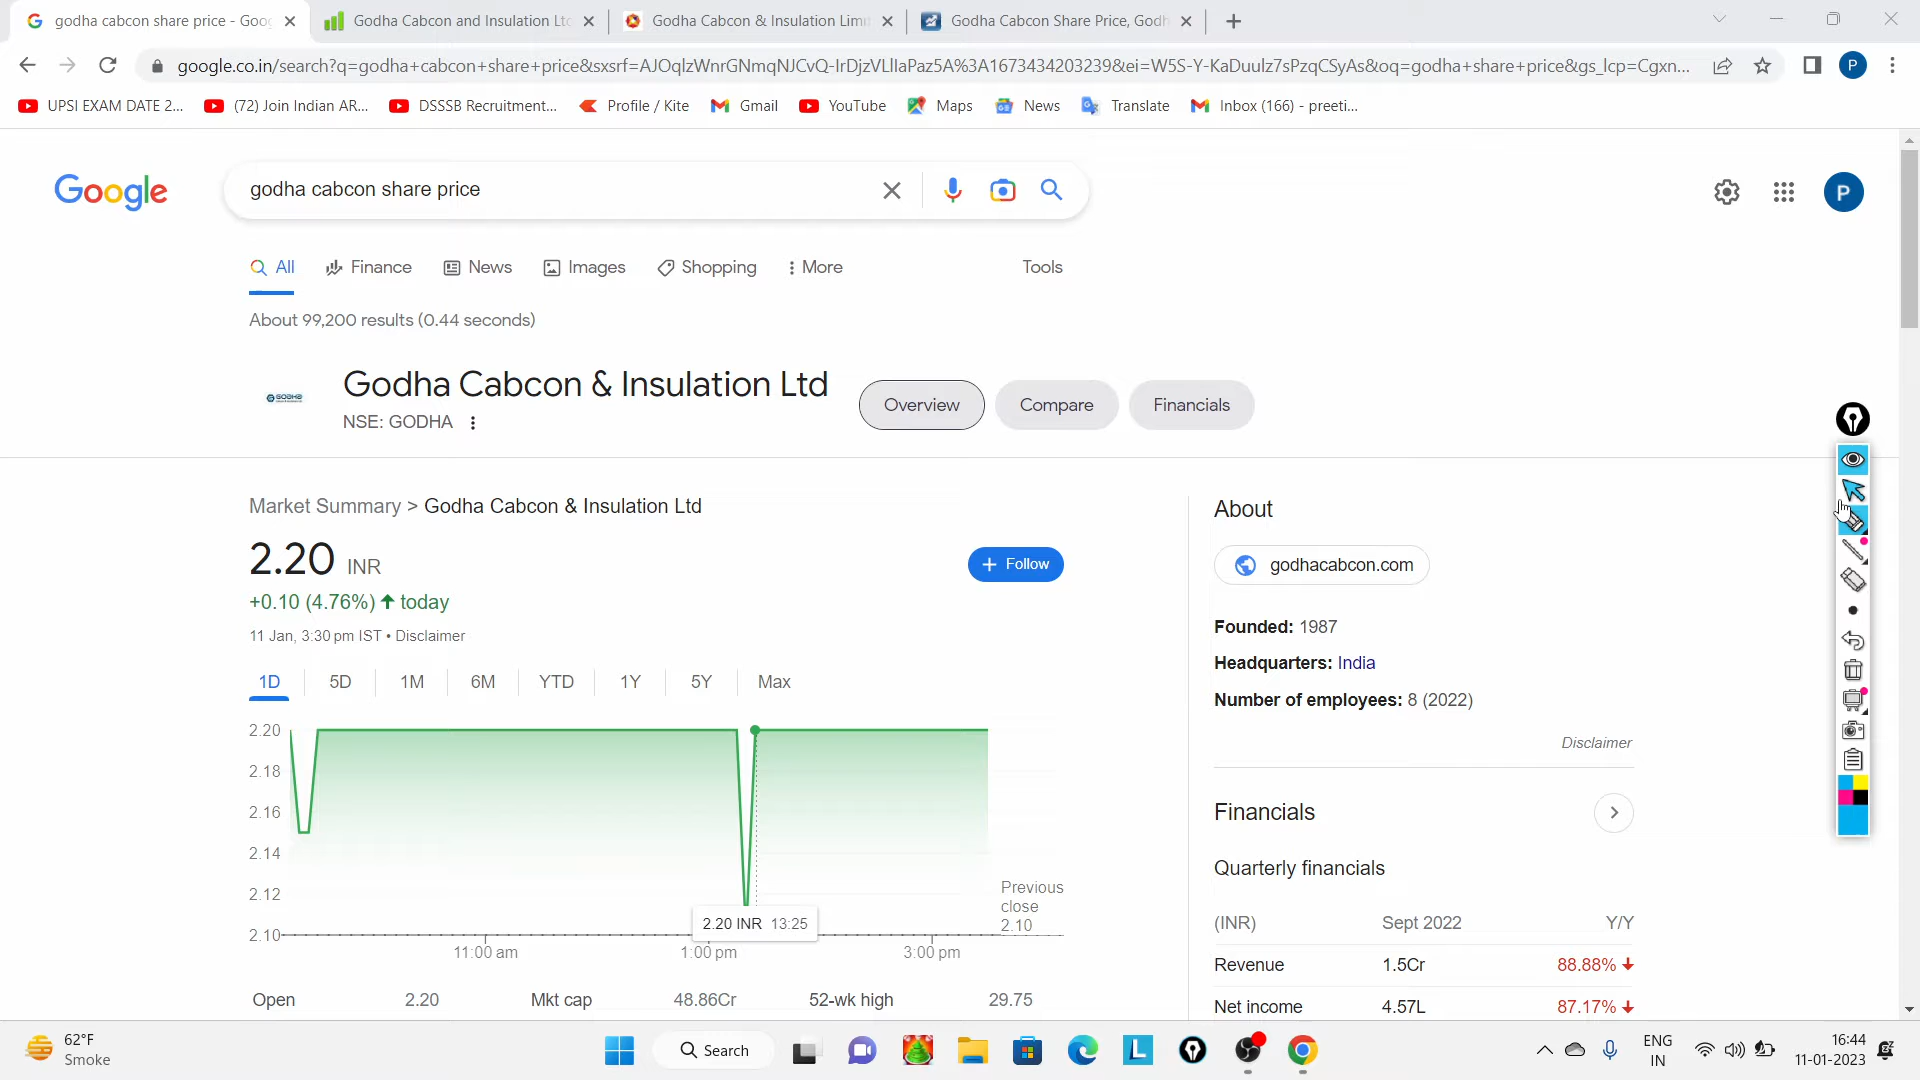 godha cabcon share price - Goo
Godha Cabcon and Insulation Ltd
Godha Cabcon & Insulation Limi
Godha Cabcon Share Price, Godh
google.co.in/search?q=godha+cabcon+share+price&sxsrf=AJOqlzWnrGNmqNJCvQ-IrDjzVLlIaPaz5A%3A1673434203239&ei=W5S-Y-KaDuulz7sPzqCSyAs&oq=godha+share+price&gs_lcp=Cgxn...
P
UPSI EXAM DATE 2...
(72) Join Indian AR...
DSSSB Recruitment...
Profile / Kite
Gmail
YouTube
Maps
News
Translate
Inbox (166) - preeti...
Google
godha cabcon share price
P
All
Finance
News
Images
Shopping
More
Tools
About 99,200 results (0.44 seconds)
GODHA
Godha Cabcon & Insulation Ltd
NSE: GODHA
Overview
Compare
Financials
Market Summary > Godha Cabcon & Insulation Ltd
2.20 INR
+ Follow
+0.10 (4.76%) today
11 Jan, 3:30 pm IST • Disclaimer
1D
5D
1M
6M
YTD
1Y
5Y
Max
2.20
2.18
2.16
2.14
2.12
2.10
Previous
close
2.10
2.20 INR 13:25
11:00 am
1:00 pm
3:00 pm
Open 2.20
Mkt cap 48.86Cr
52-wk high 29.75
About
godhacabcon.com
Founded: 1987
Headquarters: India
Number of employees: 8 (2022)
Disclaimer
Financials
Quarterly financials
(INR) Sept 2022 Y/Y
Revenue 1.5Cr 88.88%
Net income 4.57L 87.17%
62°F
Smoke
Search
L
ENG
IN
16:44
11-01-2023